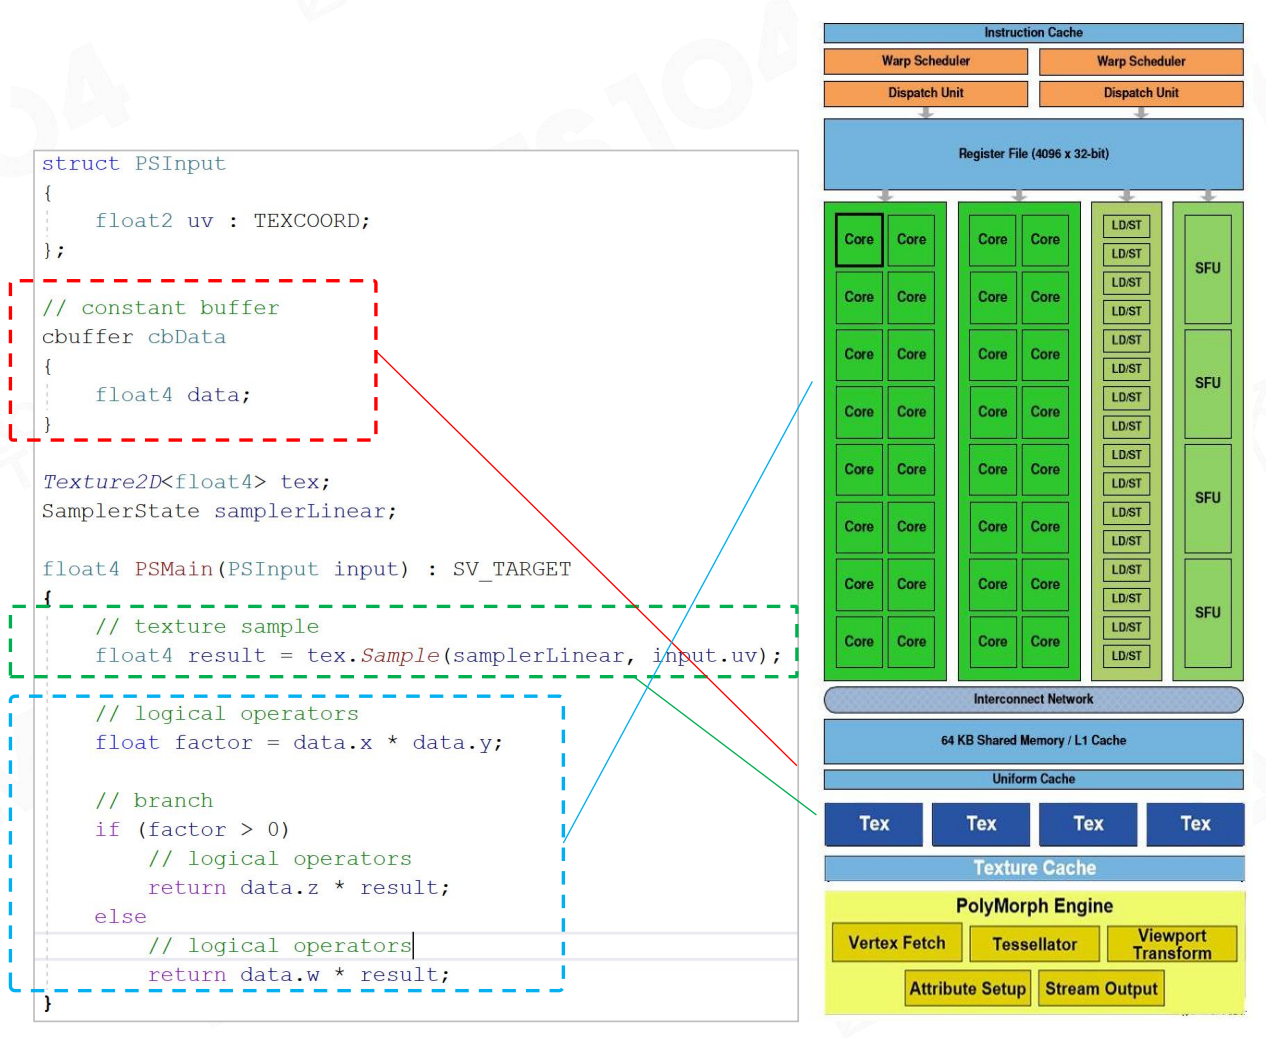 struct PSInput
{
float2 uv : TEXCOORD;
};
// constant buffer
cbuffer cbData
{
float4 data;
}
Texture2D<float4> tex;
SamplerState samplerLinear;
float4 PSMain(PSInput input) : SV_TARGET
{
// texture sample
float4 result = tex.Sample(samplerLinear, input.uv);
// logical operators
float factor = data.x * data.y;
// branch
if (factor > 0)
// logical operators
return data.z * result;
else
// logical operators
return data.w * result;
}
Instruction Cache
Warp Scheduler Warp Scheduler
Dispatch Unit Dispatch Unit
Register File (4096 x 32-bit)
LD/ST
Core Core Core Core
LD/ST
SFU
LD/ST
Core Core Core Core
LD/ST
LD/ST
Core Core Core Core
LD/ST
SFU
LD/ST
Core Core Core Core
LD/ST
LD/ST
Core Core Core Core
LD/ST
SFU
LD/ST
Core Core Core Core
LD/ST
LD/ST
Core Core Core Core
LD/ST
SFU
LD/ST
Core Core Core Core
LD/ST
Interconnect Network
64 KB Shared Memory / L1 Cache
Uniform Cache
Tex Tex Tex Tex
Texture Cache
PolyMorph Engine
Vertex Fetch Tessellator Viewport Transform
Attribute Setup Stream Output